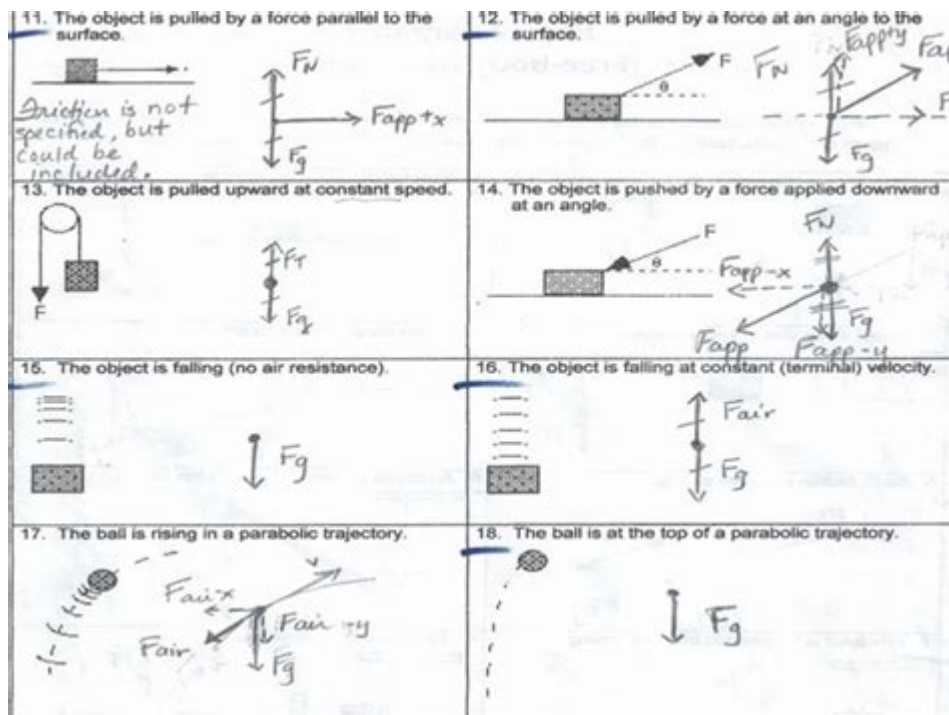 11. The object is pulled by a force parallel to the
surface.
FN
Fapp+x
Fg
Friction is not
specified, but
could be
included.
12. The object is pulled by a force at an angle to the
surface.
F
θ
FN
Fapp+y
Fg
13. The object is pulled upward at constant speed.
F
FT
Fg
14. The object is pushed by a force applied downward
at an angle.
F
θ
FN
Fapp-x
Fg
Fapp
Fapp-y
15. The object is falling (no air resistance).
Fg
16. The object is falling at constant (terminal) velocity.
Fair
Fg
17. The ball is rising in a parabolic trajectory.
v
Fair-x
Fair-y
Fair
Fg
18. The ball is at the top of a parabolic trajectory.
Fg